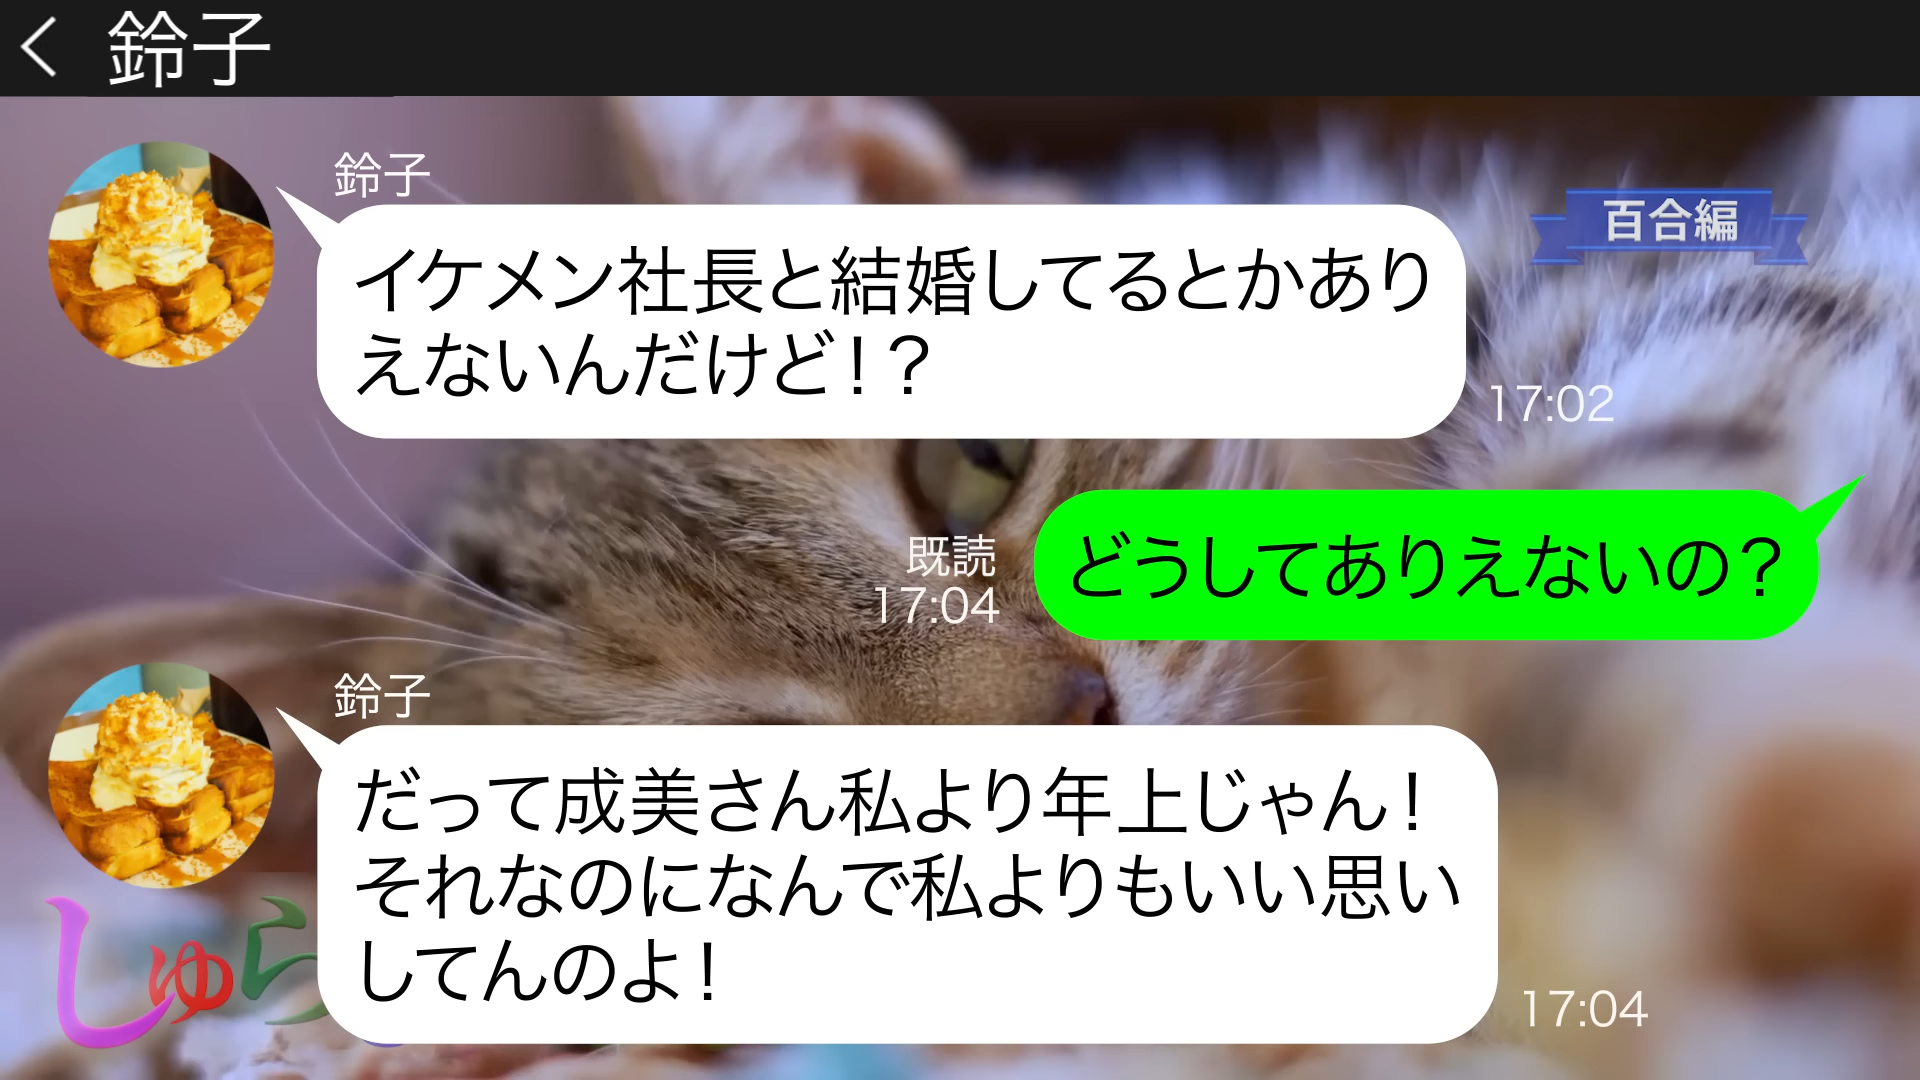 鈴子
鈴子
百合編
イケメン社長と結婚してるとかあり
えないんだけど！？
17:02
どうしてありえないの？
既読
17:04
鈴子
だって成美さん私より年上じゃん！
それなのになんで私よりもいい思い
してんのよ！
17:04
しゅら